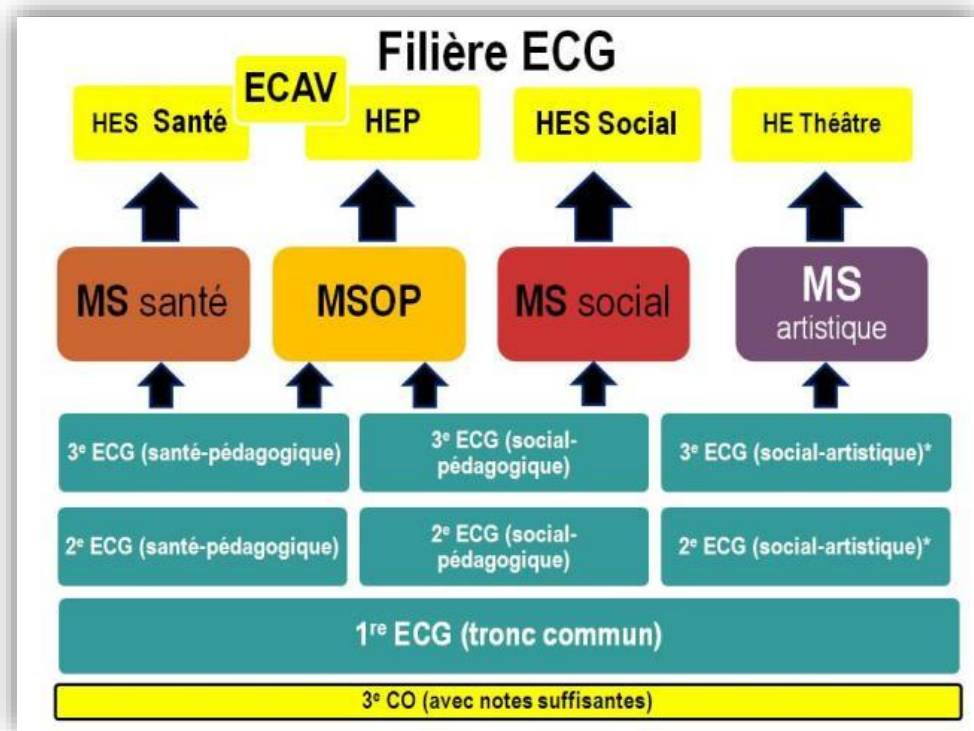 Filière ECG
ECAV
HES Santé
HEP
HES Social
HE Théâtre
MS santé
MSOP
MS social
MS
artistique
3e ECG (santé-pédagogique)
3e ECG (social-
pédagogique)
3e ECG (social-artistique)*
2e ECG (santé-pédagogique)
2e ECG (social-
pédagogique)
2e ECG (social-artistique)*
1re ECG (tronc commun)
3e CO (avec notes suffisantes)